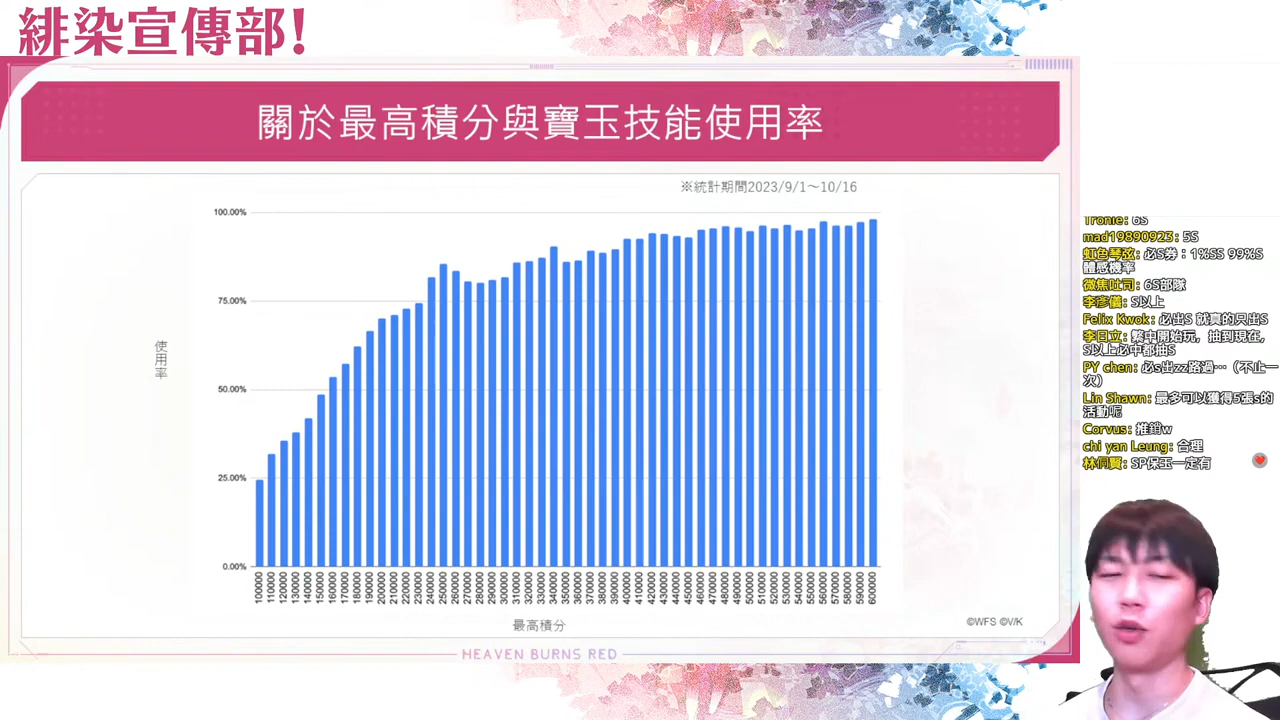 緋染宣傳部!
關於最高積分與寶玉技能使用率
※統計期間2023/9/1～10/16
100.00%
75.00%
50.00%
25.00%
0.00%
使用率
100000
110000
120000
130000
140000
150000
160000
170000
180000
190000
200000
210000
220000
230000
240000
250000
260000
270000
280000
290000
300000
310000
320000
330000
340000
350000
360000
370000
380000
390000
400000
410000
420000
430000
440000
450000
460000
470000
480000
490000
500000
510000
520000
530000
540000
550000
560000
570000
580000
590000
600000
最高積分
©WFS ©V/K
HEAVEN BURNS RED
Tronie: 6S
mad19890923: 5S
虹色琴弦: 必S券：1%SS 99%S
體感機率
微焦吐司: 6S部隊
李彥儀: S以上
Felix Kwok: 必出S 就真的只出S
李日立: 繁中開始玩，抽到現在，
S以上必中都抽S
PY chen: 必s出zz路過…（不止一
次）
Lin Shawn: 最多可以獲得5張s的
活動呢
Corvus: 推銷w
chi yan Leung: 合理
林侗賢: SP保玉一定有